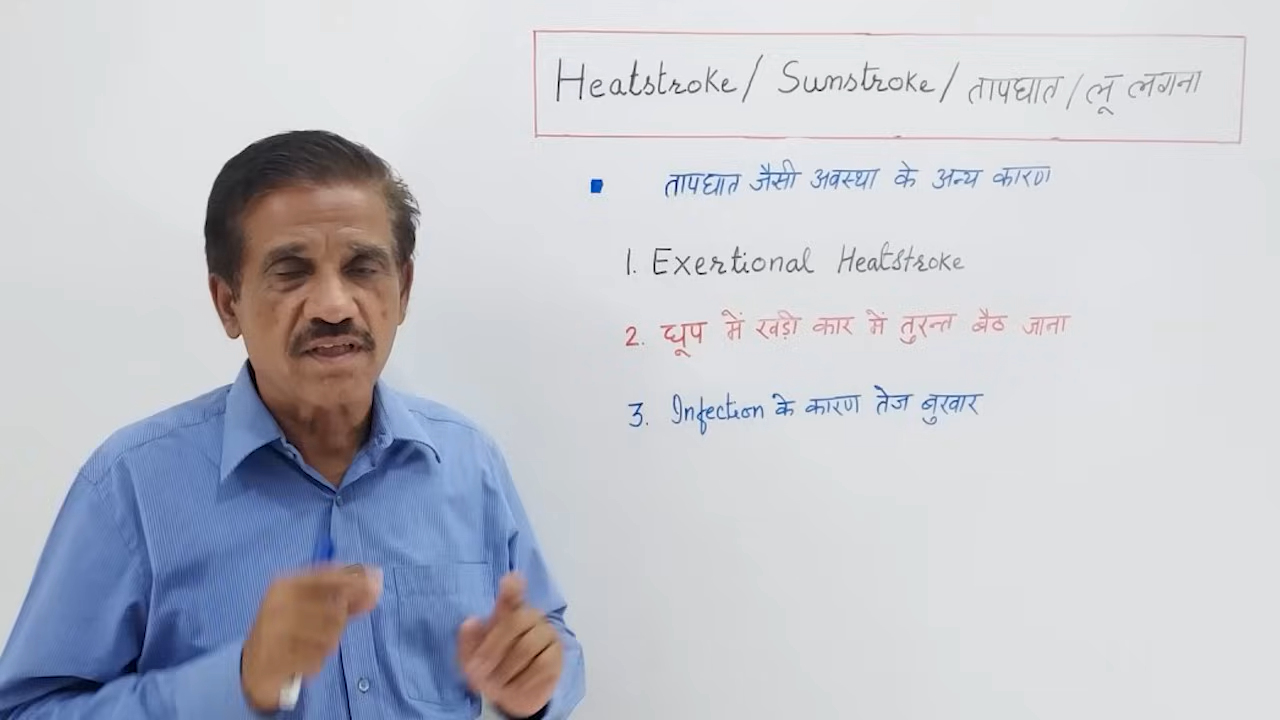 Heatstroke/ Sunstroke/ तापघात/ लू लगना
तापघात जैसी अवस्था के अन्य कारण
1. Exertional Heatstroke
2. धूप में खड़ी कार में तुरन्त बैठ जाना
3. Infection के कारण तेज बुखार